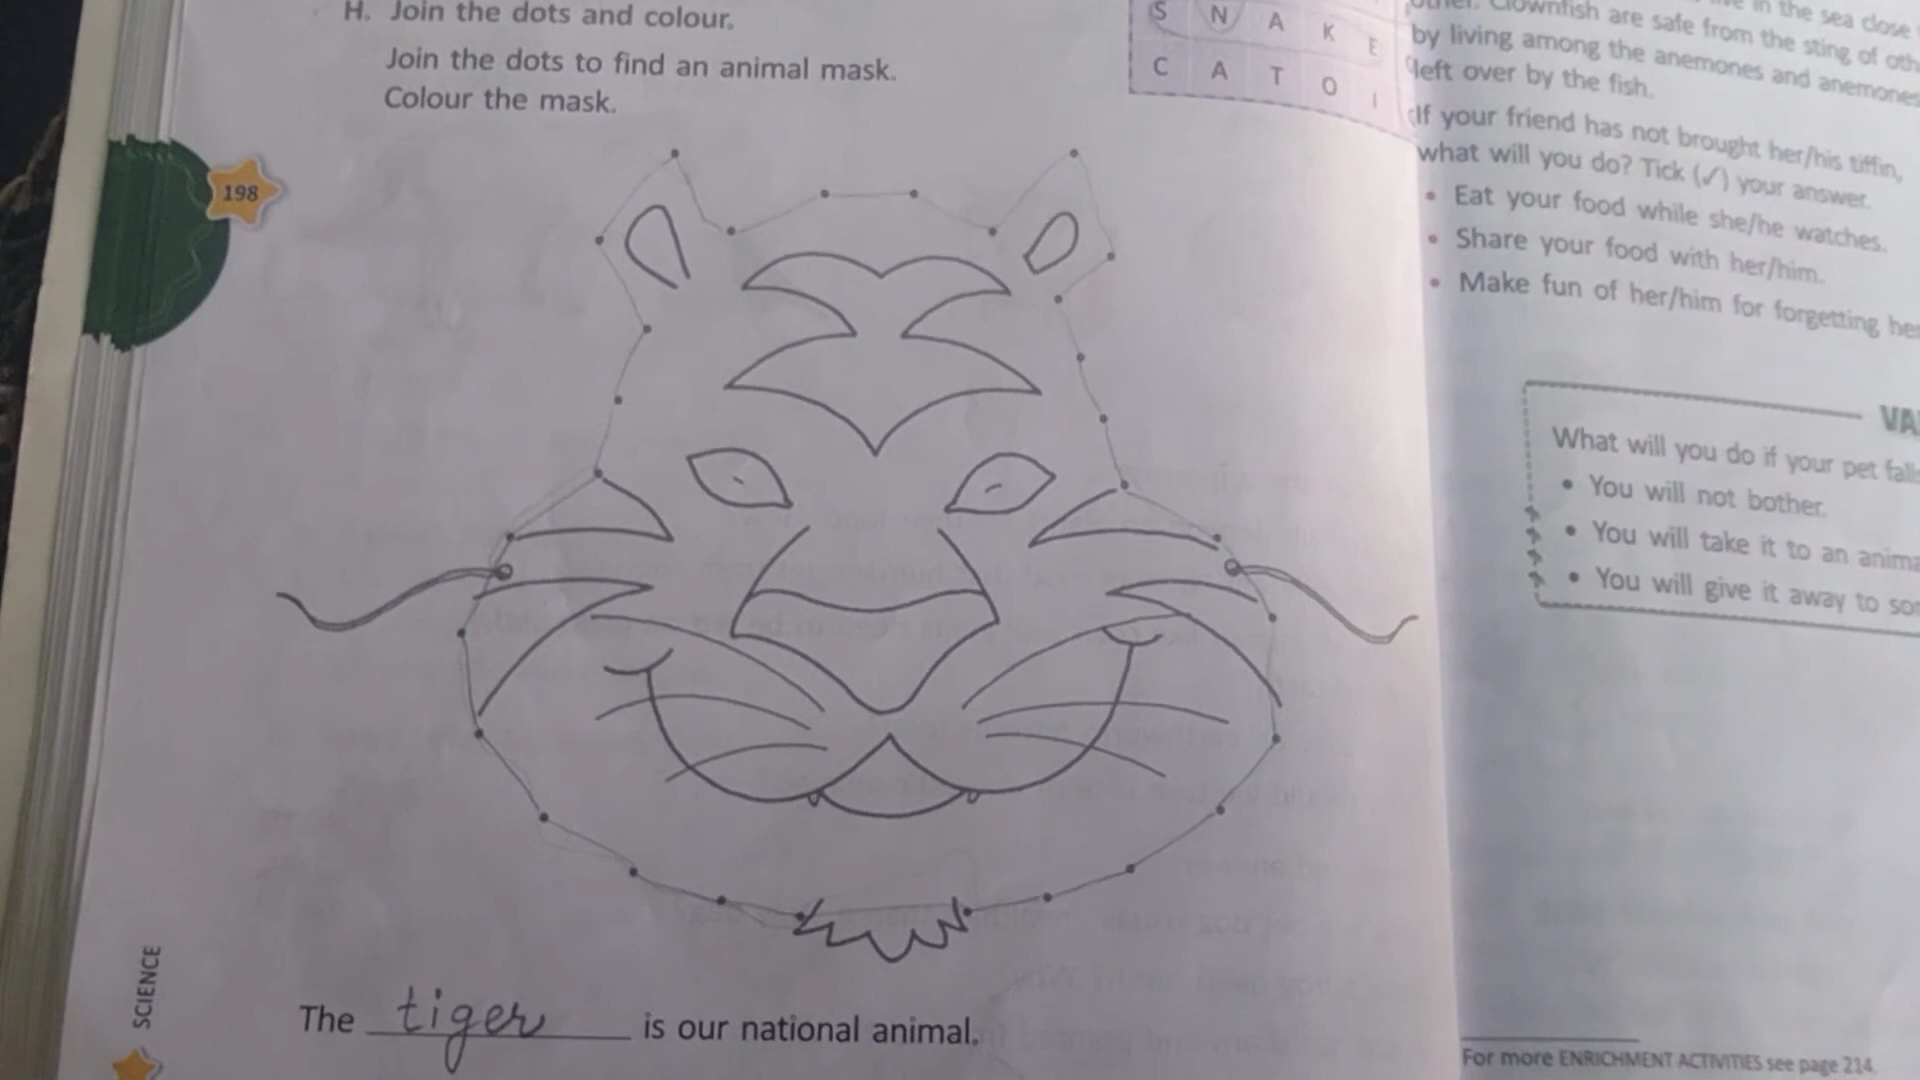 H. Join the dots and colour.
Join the dots to find an animal mask.
Colour the mask.
198
S N A K E
C A T O I
The tiger is our national animal.
SCIENCE
in the sea close
Clownfish are safe from the sting of
by living among the anemones and anemones
left over by the fish.
If your friend has not brought her/his tiffin,
what will you do? Tick (✓) your answer.
• Eat your food while she/he watches.
• Share your food with her/him.
• Make fun of her/him for forgetting
What will you do if your pet
• You will not bother.
• You will take it to an
• You will give it away to
For more ENRICHMENT ACTIVITIES see page 214.